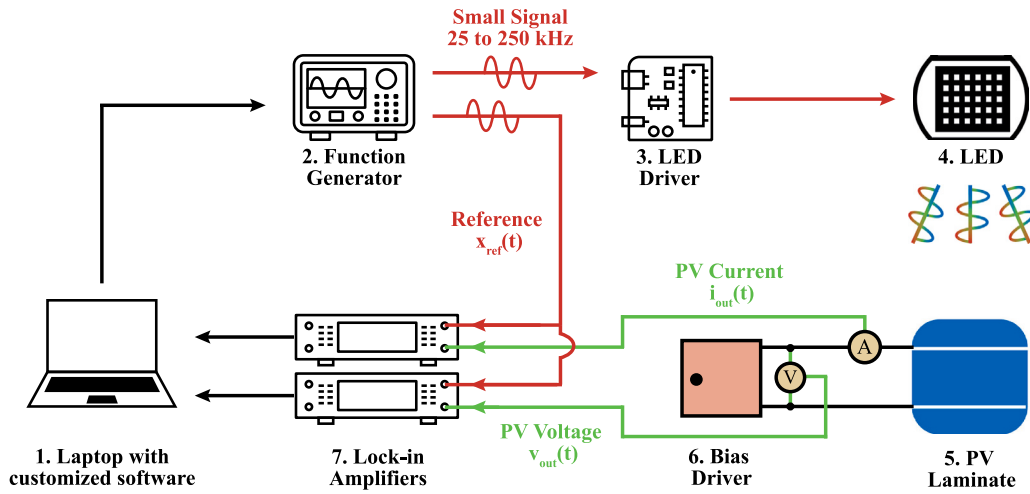 Small Signal
25 to 250 kHz
2. Function
Generator
3. LED
Driver
4. LED
Reference
x_ref(t)
PV Current
i_out(t)
A
V
PV Voltage
v_out(t)
1. Laptop with
customized software
7. Lock-in
Amplifiers
6. Bias
Driver
5. PV
Laminate